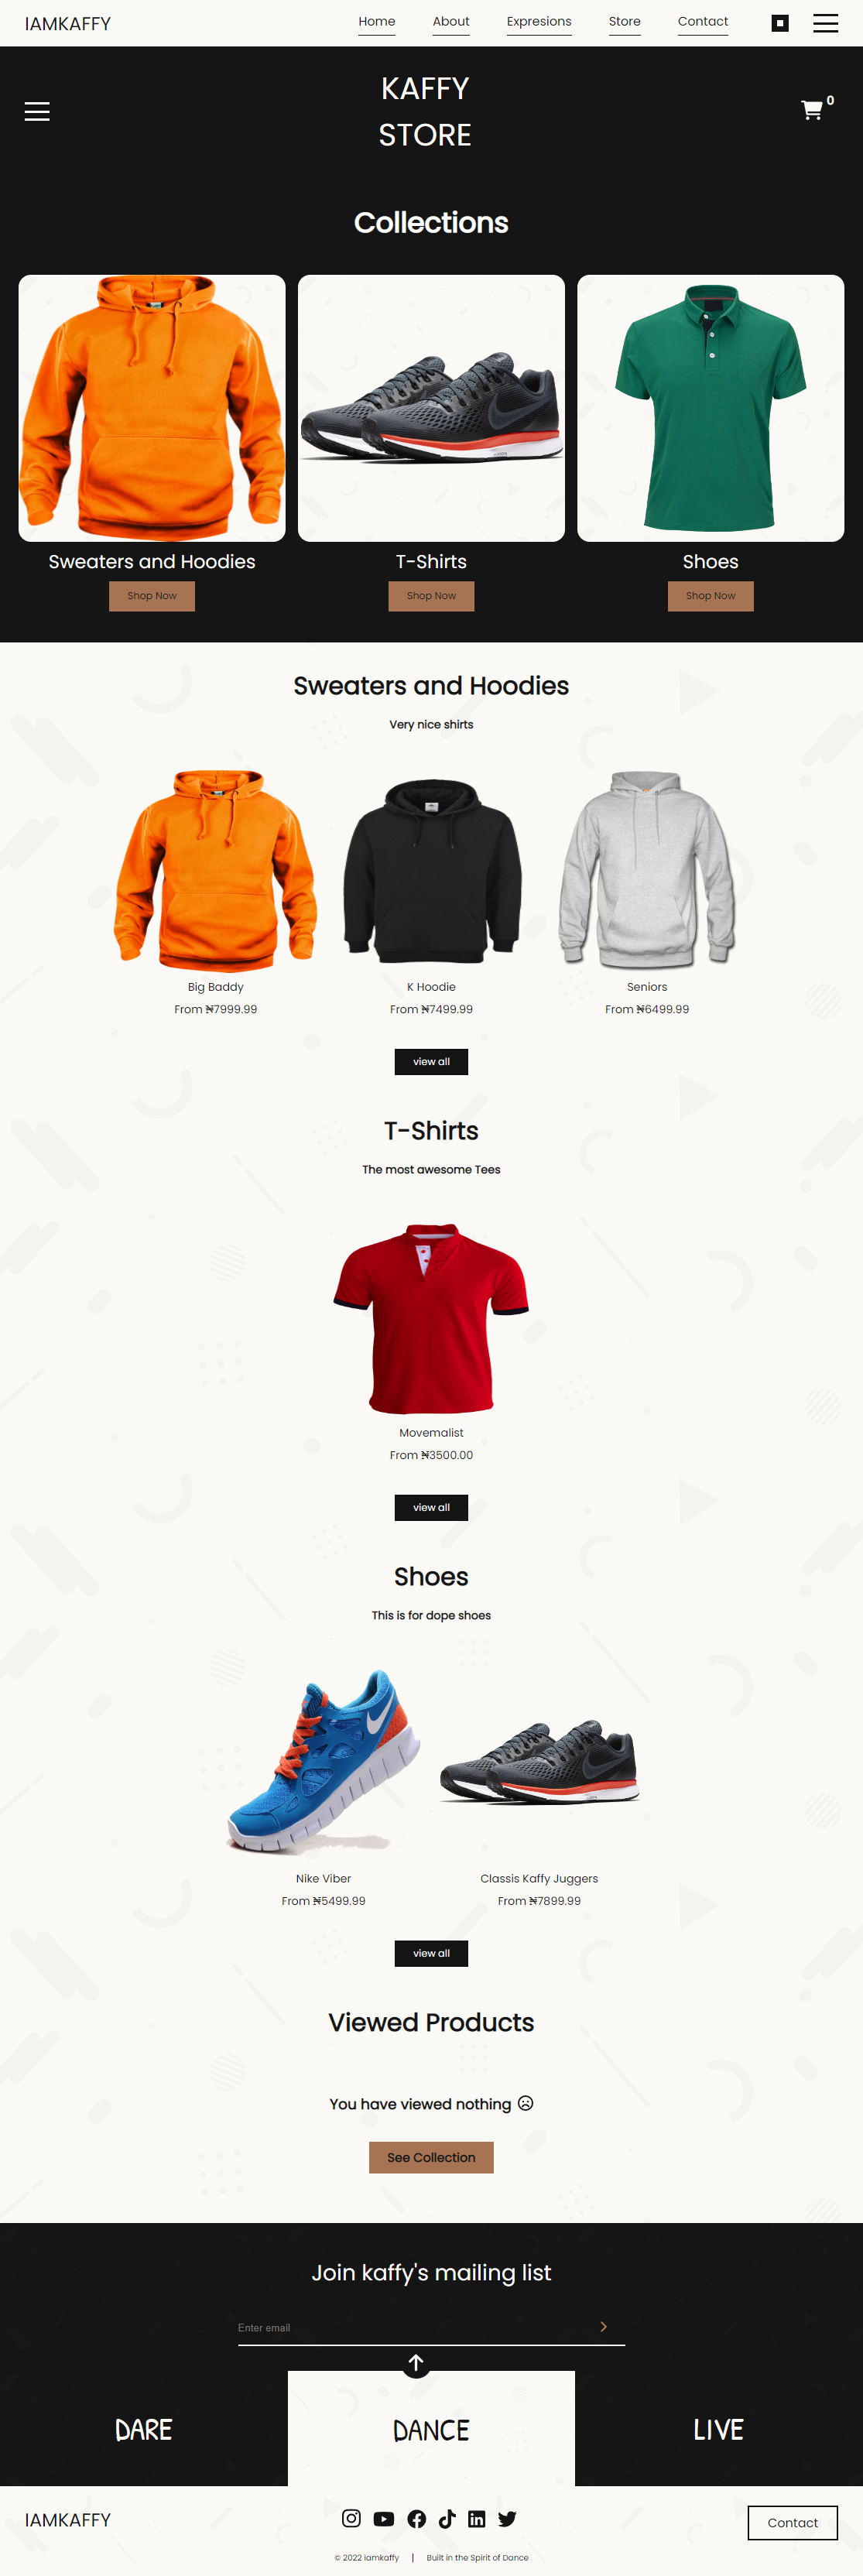 IAMKAFFY
Home About Expresions Store Contact
KAFFY
STORE
0
Collections
Sweaters and Hoodies T-Shirts Shoes
Shop Now Shop Now Shop Now
Sweaters and Hoodies
Very nice shirts
Big Baddy K Hoodie Seniors
From ₦7999.99 From ₦7499.99 From ₦6499.99
view all
T-Shirts
The most awesome Tees
Movemalist
From ₦3500.00
view all
Shoes
This is for dope shoes
Nike Viber Classis Kaffy Juggers
From ₦5499.99 From ₦7899.99
view all
Viewed Products
You have viewed nothing
See Collection
Join kaffy's mailing list
Enter email
DARE DANCE LIVE
IAMKAFFY
Contact
© 2022 iamkaffy | Built in the Spirit of Dance